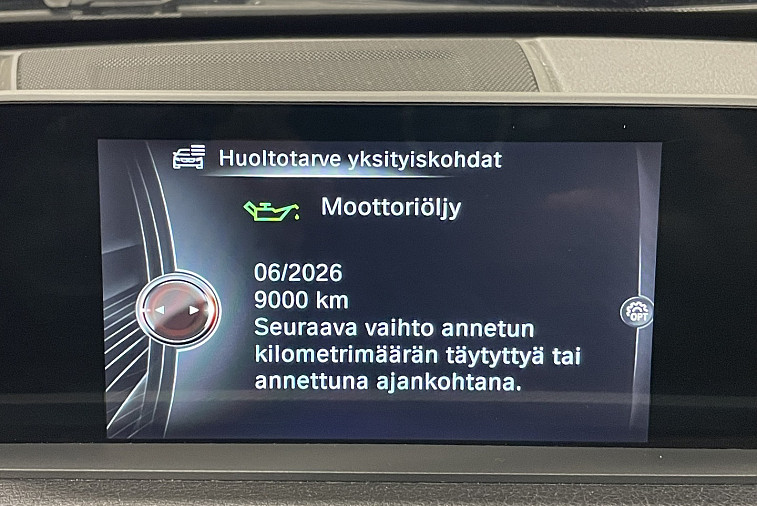 Huoltotarve yksityiskohdat
Moottoriöljy
06/2026
9000 km
Seuraava vaihto annetun
kilometrimäärän täytyttyä tai
annettuna ajankohtana.
OPT